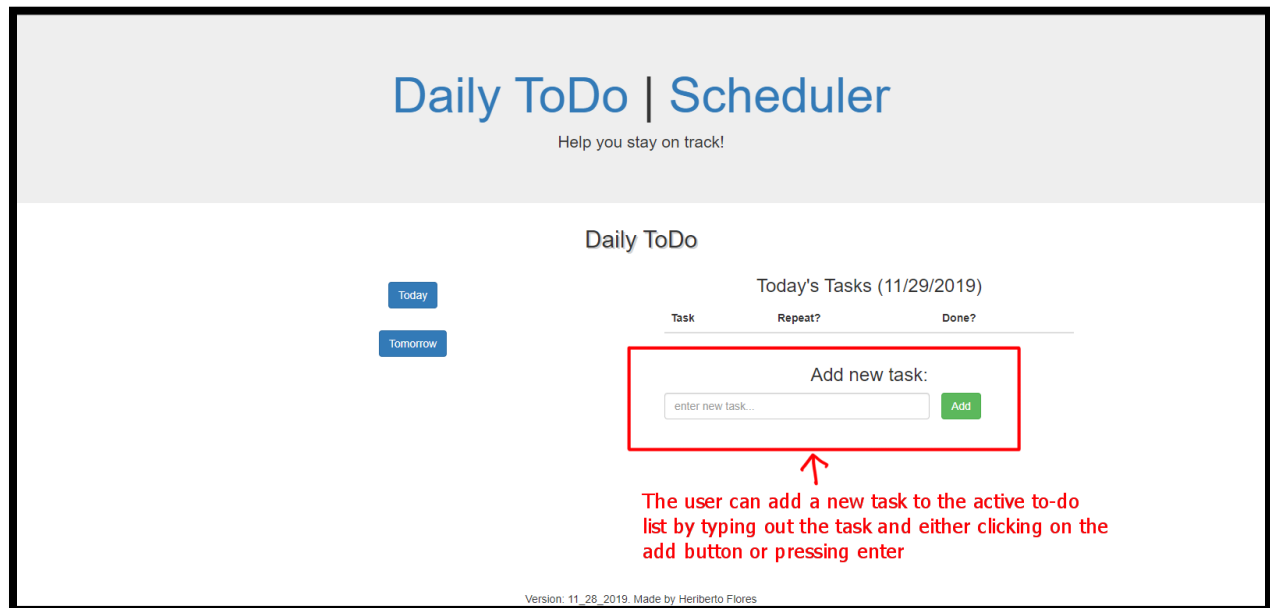 Daily ToDo | Scheduler
Help you stay on track!
Daily ToDo
Today
Tomorrow
Today's Tasks (11/29/2019)
Task Repeat? Done?
Add new task:
enter new task... Add
The user can add a new task to the active to-do
list by typing out the task and either clicking on the
add button or pressing enter
Version: 11_28_2019. Made by Heriberto Flores